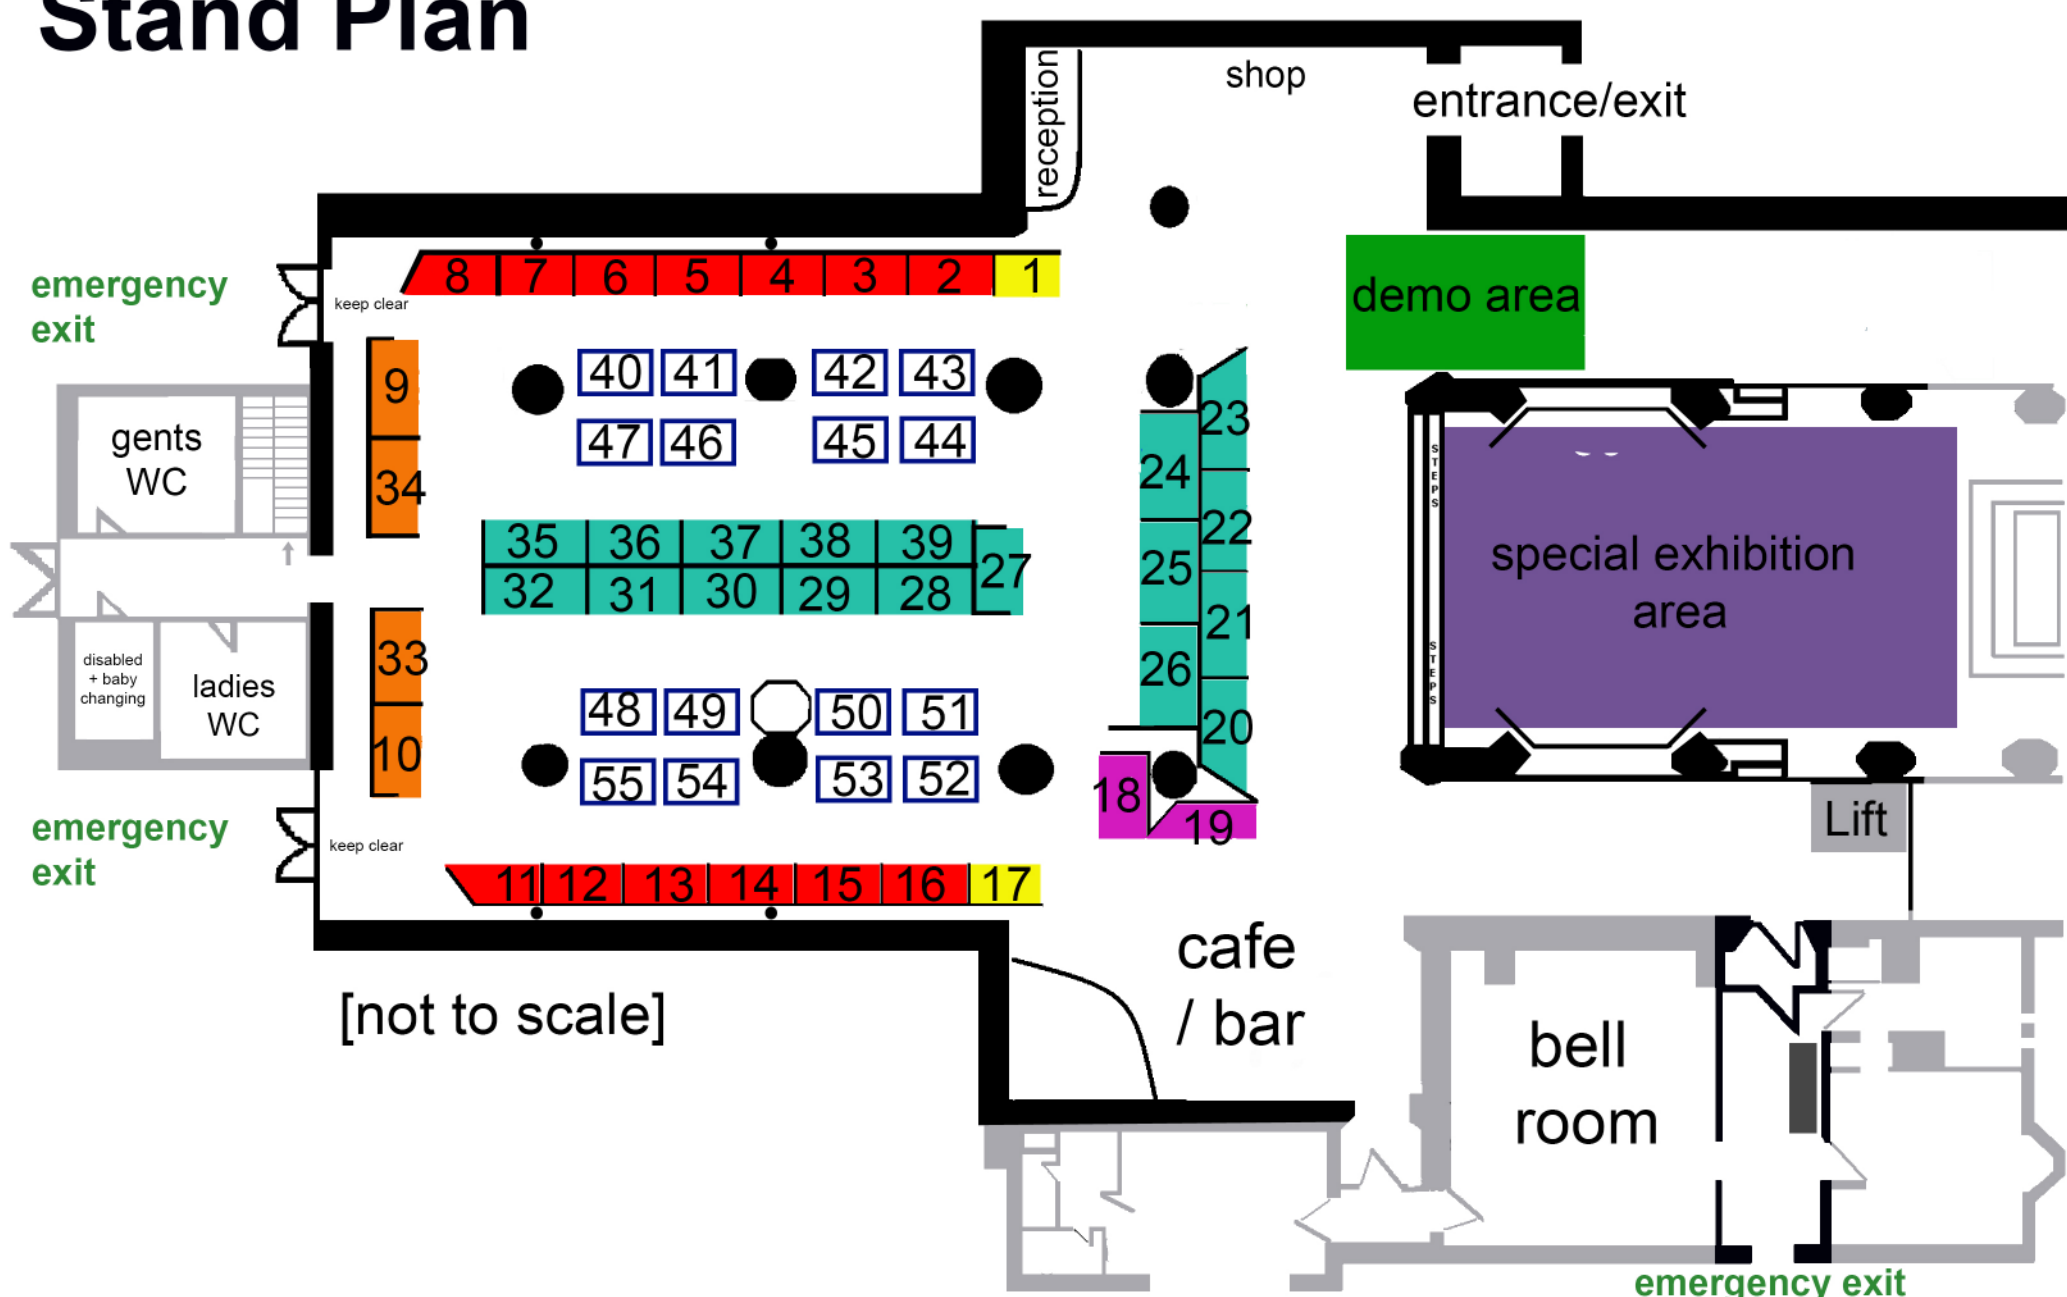 Stand Plan
reception
shop
entrance/exit
emergency
exit
keep clear
8 7 6 5 4 3 2 1
demo area
9
34
40 41 42 43
47 46 45 44
23
24
22
25
21
26
20
gents
WC
35 36 37 38 39
27
32 31 30 29 28
STEPS
STEPS
special exhibition
area
33
10
disabled
+ baby
changing
ladies
WC
48 49 50 51
55 54 53 52
18
19
Lift
emergency
exit
keep clear
11 12 13 14 15 16 17
cafe
/ bar
[not to scale]
bell
room
emergency exit